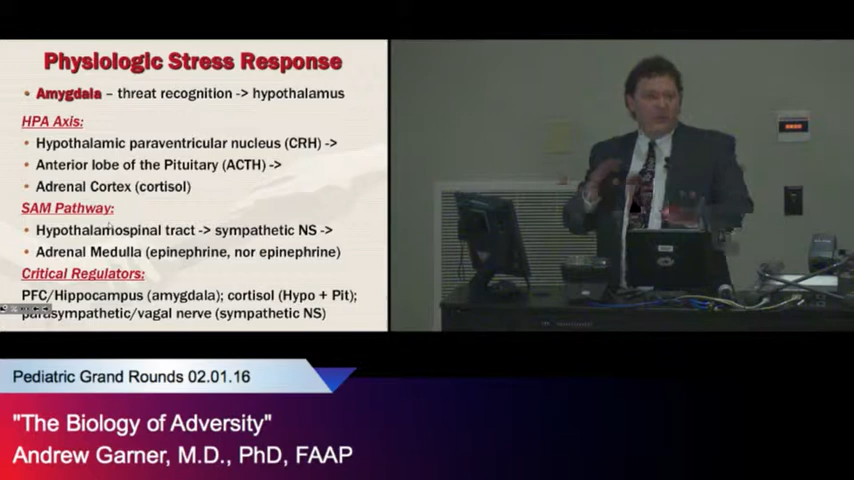 Physiologic Stress Response
Amygdala – threat recognition -> hypothalamus
HPA Axis:
Hypothalamic paraventricular nucleus (CRH) ->
Anterior lobe of the Pituitary (ACTH) ->
Adrenal Cortex (cortisol)
SAM Pathway:
Hypothalamospinal tract -> sympathetic NS ->
Adrenal Medulla (epinephrine, nor epinephrine)
Critical Regulators:
PFC/Hippocampus (amygdala); cortisol (Hypo + Pit);
parasympathetic/vagal nerve (sympathetic NS)
Pediatric Grand Rounds 02.01.16
"The Biology of Adversity"
Andrew Garner, M.D., PhD, FAAP